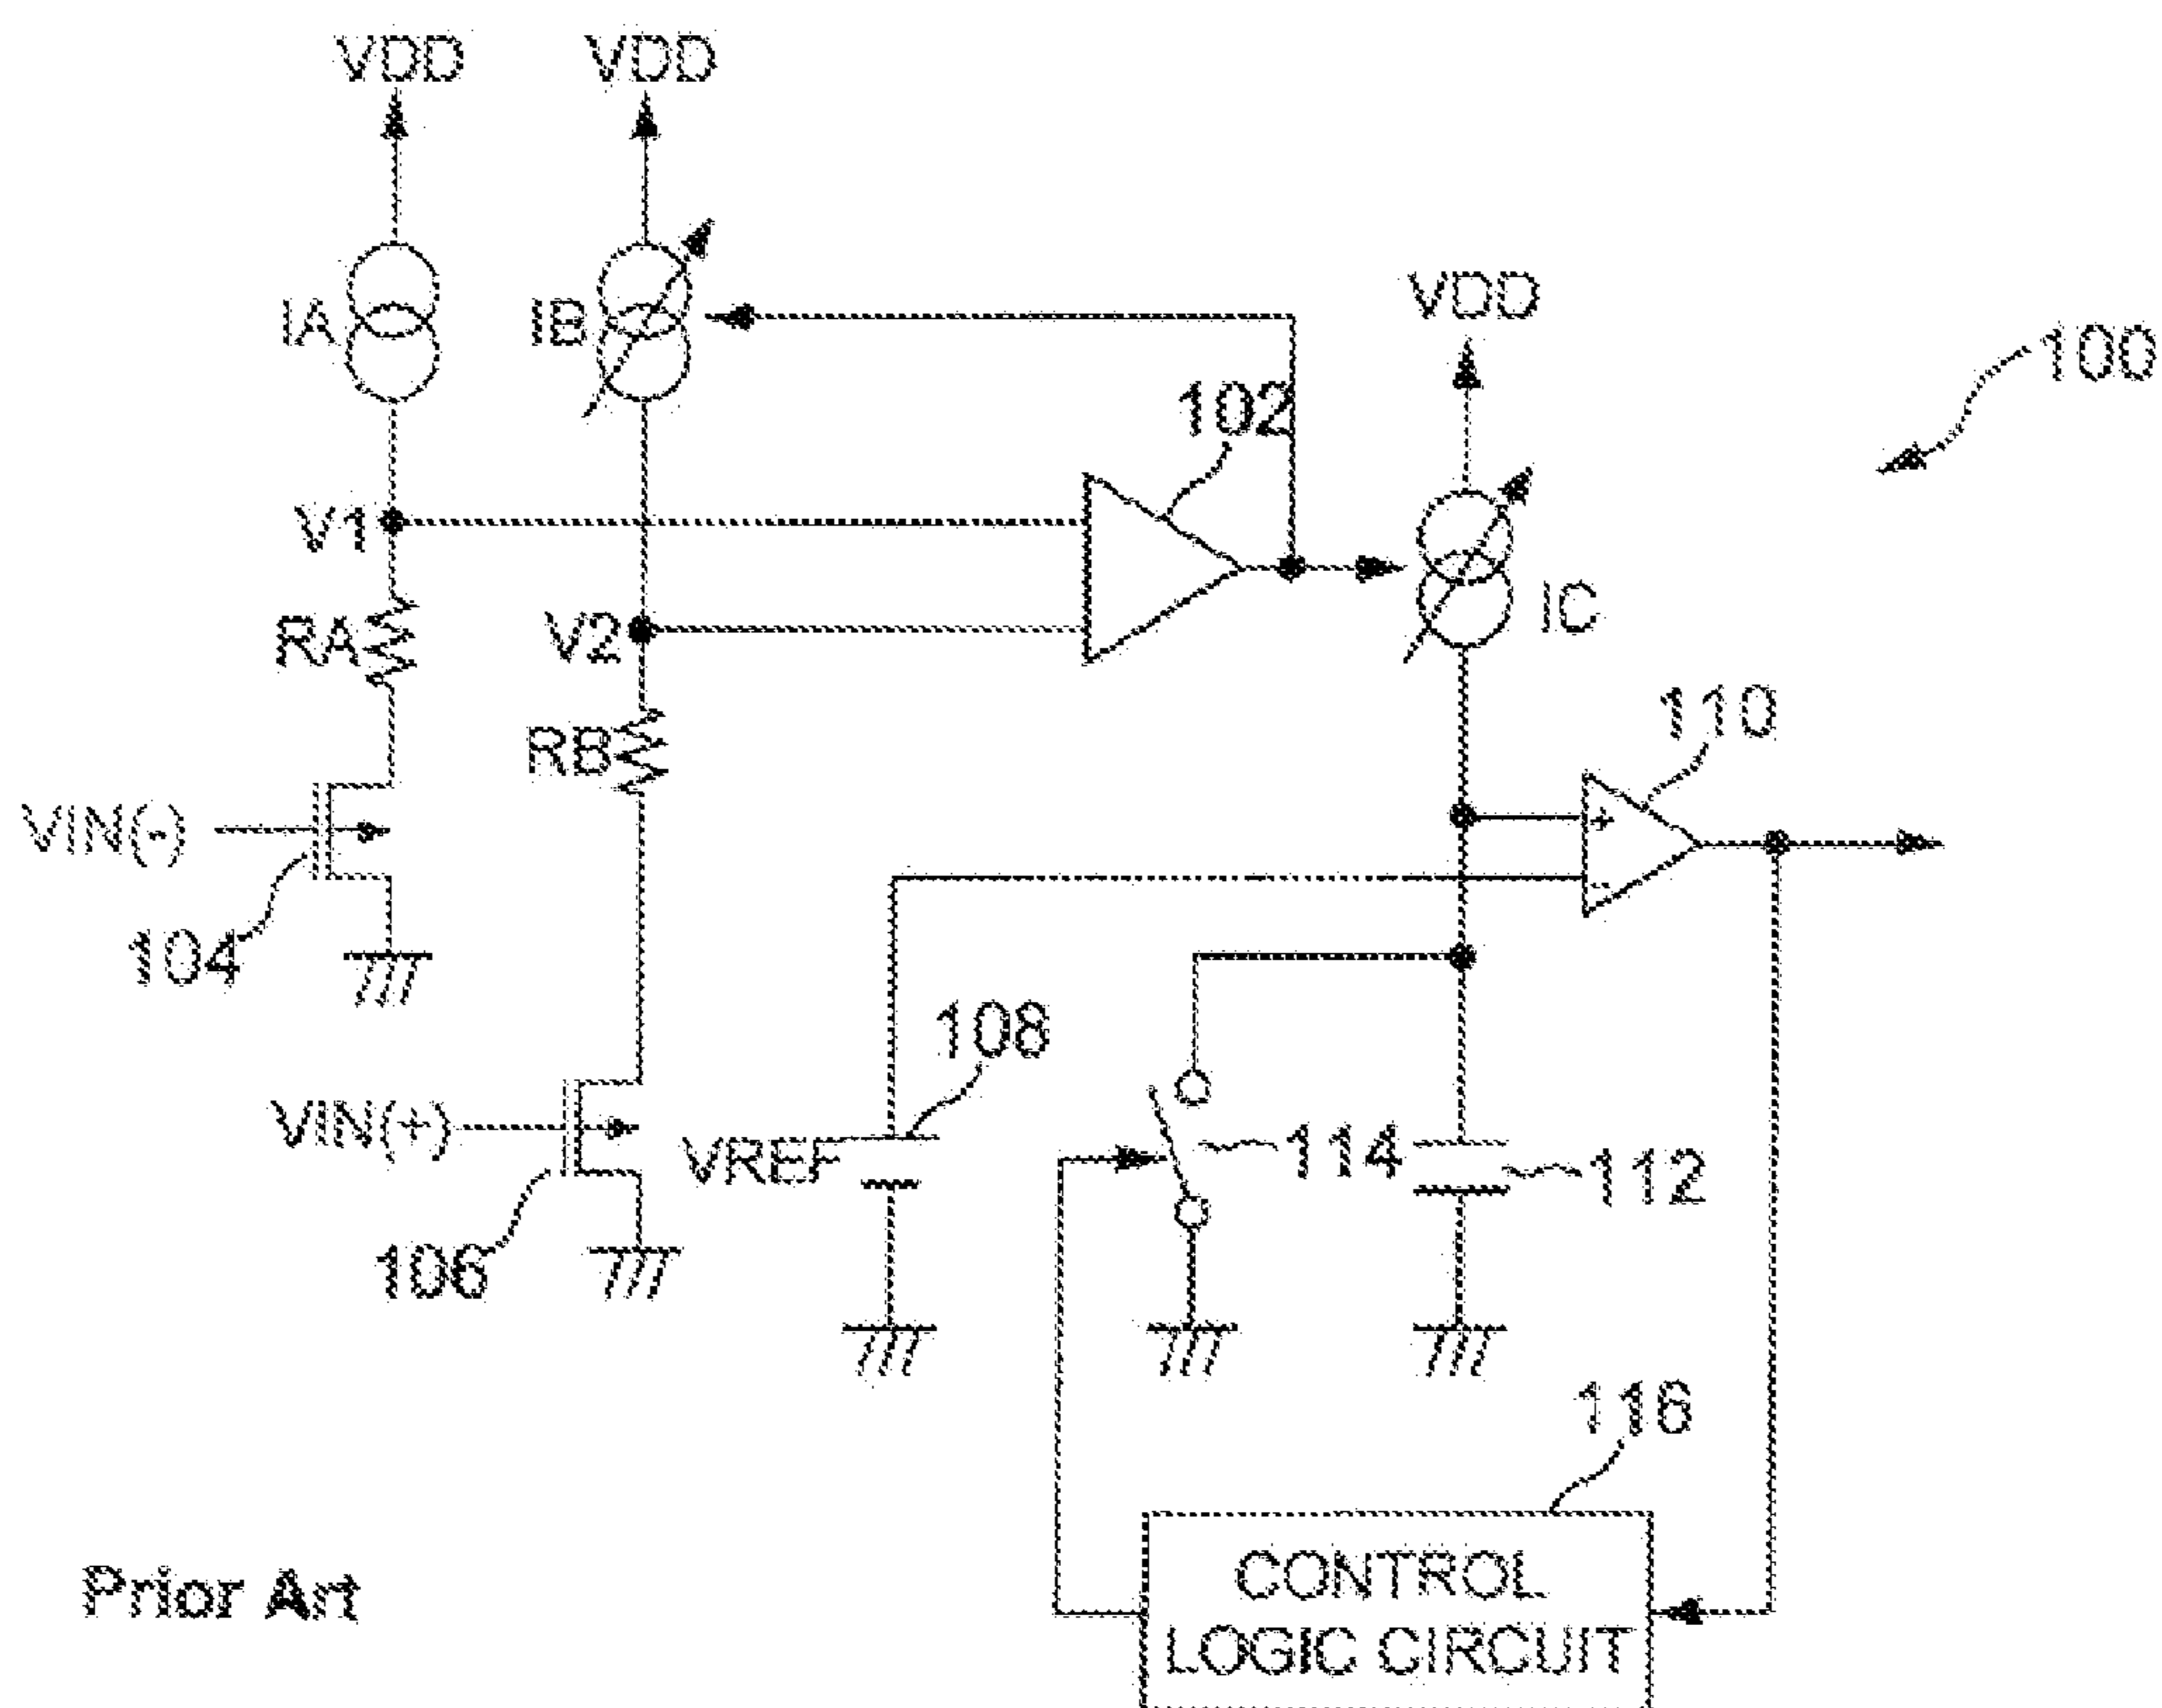 VDD
VDD
IA
IB
VDD
100
102
V1
IC
RA
V2
110
RB
VIN(-)
+
-
104
108
VIN(+)
VREF
114
112
106
116
CONTROL
LOGIC CIRCUIT
Prior Art